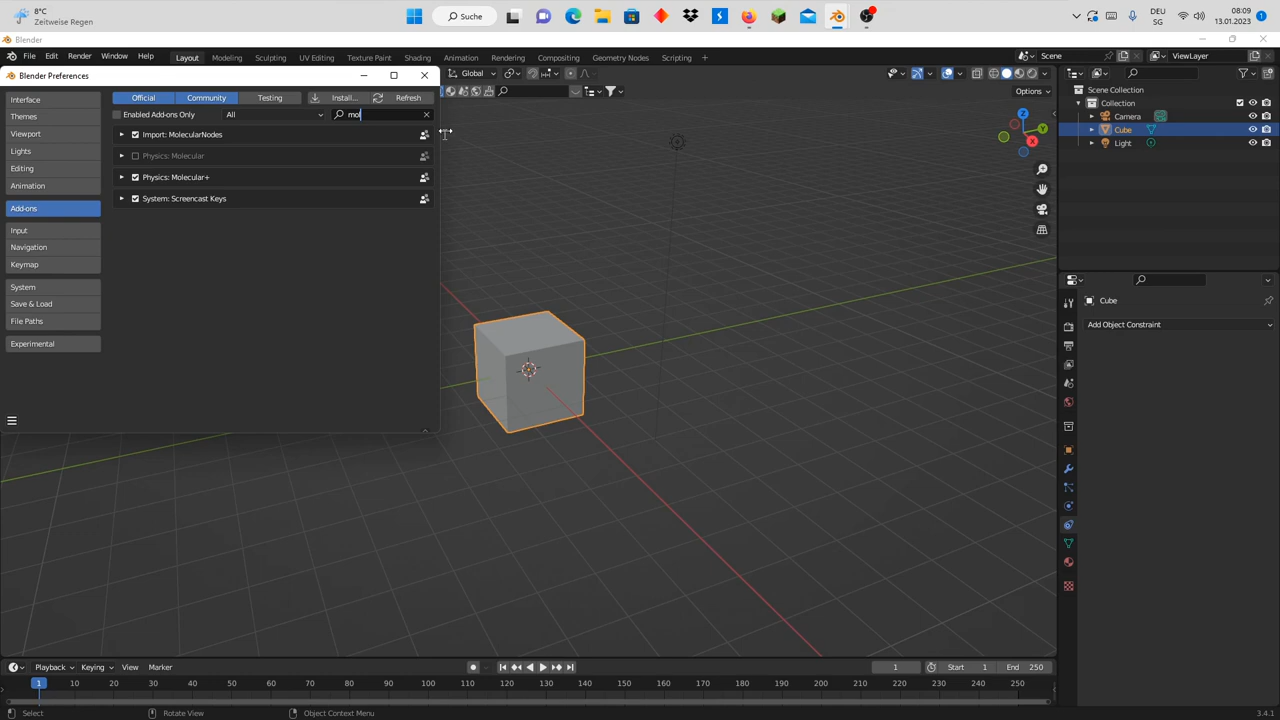 8°C
Zeitweise Regen
Suche
DEU
SG
08:09
13.01.2023
Blender
File Edit Render Window Help Layout Modeling Sculpting UV Editing Texture Paint Shading Animation Rendering Compositing Geometry Nodes Scripting + Scene ViewLayer
Blender Preferences
Global
Options
Interface
Themes
Viewport
Lights
Editing
Animation
Add-ons
Input
Navigation
Keymap
System
Save & Load
File Paths
Experimental
Official Community Testing Install... Refresh
Enabled Add-ons Only All mol
Import: MolecularNodes
Physics: Molecular
Physics: Molecular+
System: Screencast Keys
Z
Y
X
Scene Collection
Collection
Camera
Cube
Light
Cube
Add Object Constraint
Playback Keying View Marker 1 Start 1 End 250
1 10 20 30 40 50 60 70 80 90 100 110 120 130 140 150 160 170 180 190 200 210 220 230 240 250
Select Rotate View Object Context Menu 3.4.1